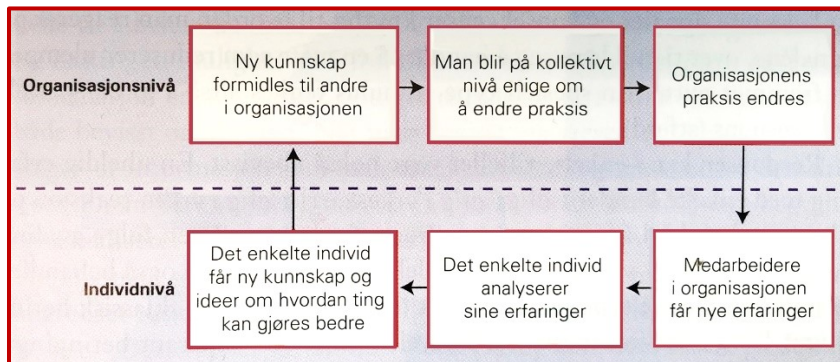 Organisasjonsnivå
Ny kunnskap
formidles til andre
i organisasjonen
Man blir på kollektivt
nivå enige om
å endre praksis
Organisasjonens
praksis endres
Individnivå
Det enkelte individ
får ny kunnskap og
ideer om hvordan ting
kan gjøres bedre
Det enkelte individ
analyserer
sine erfaringer
Medarbeidere
i organisasjonen
får nye erfaringer